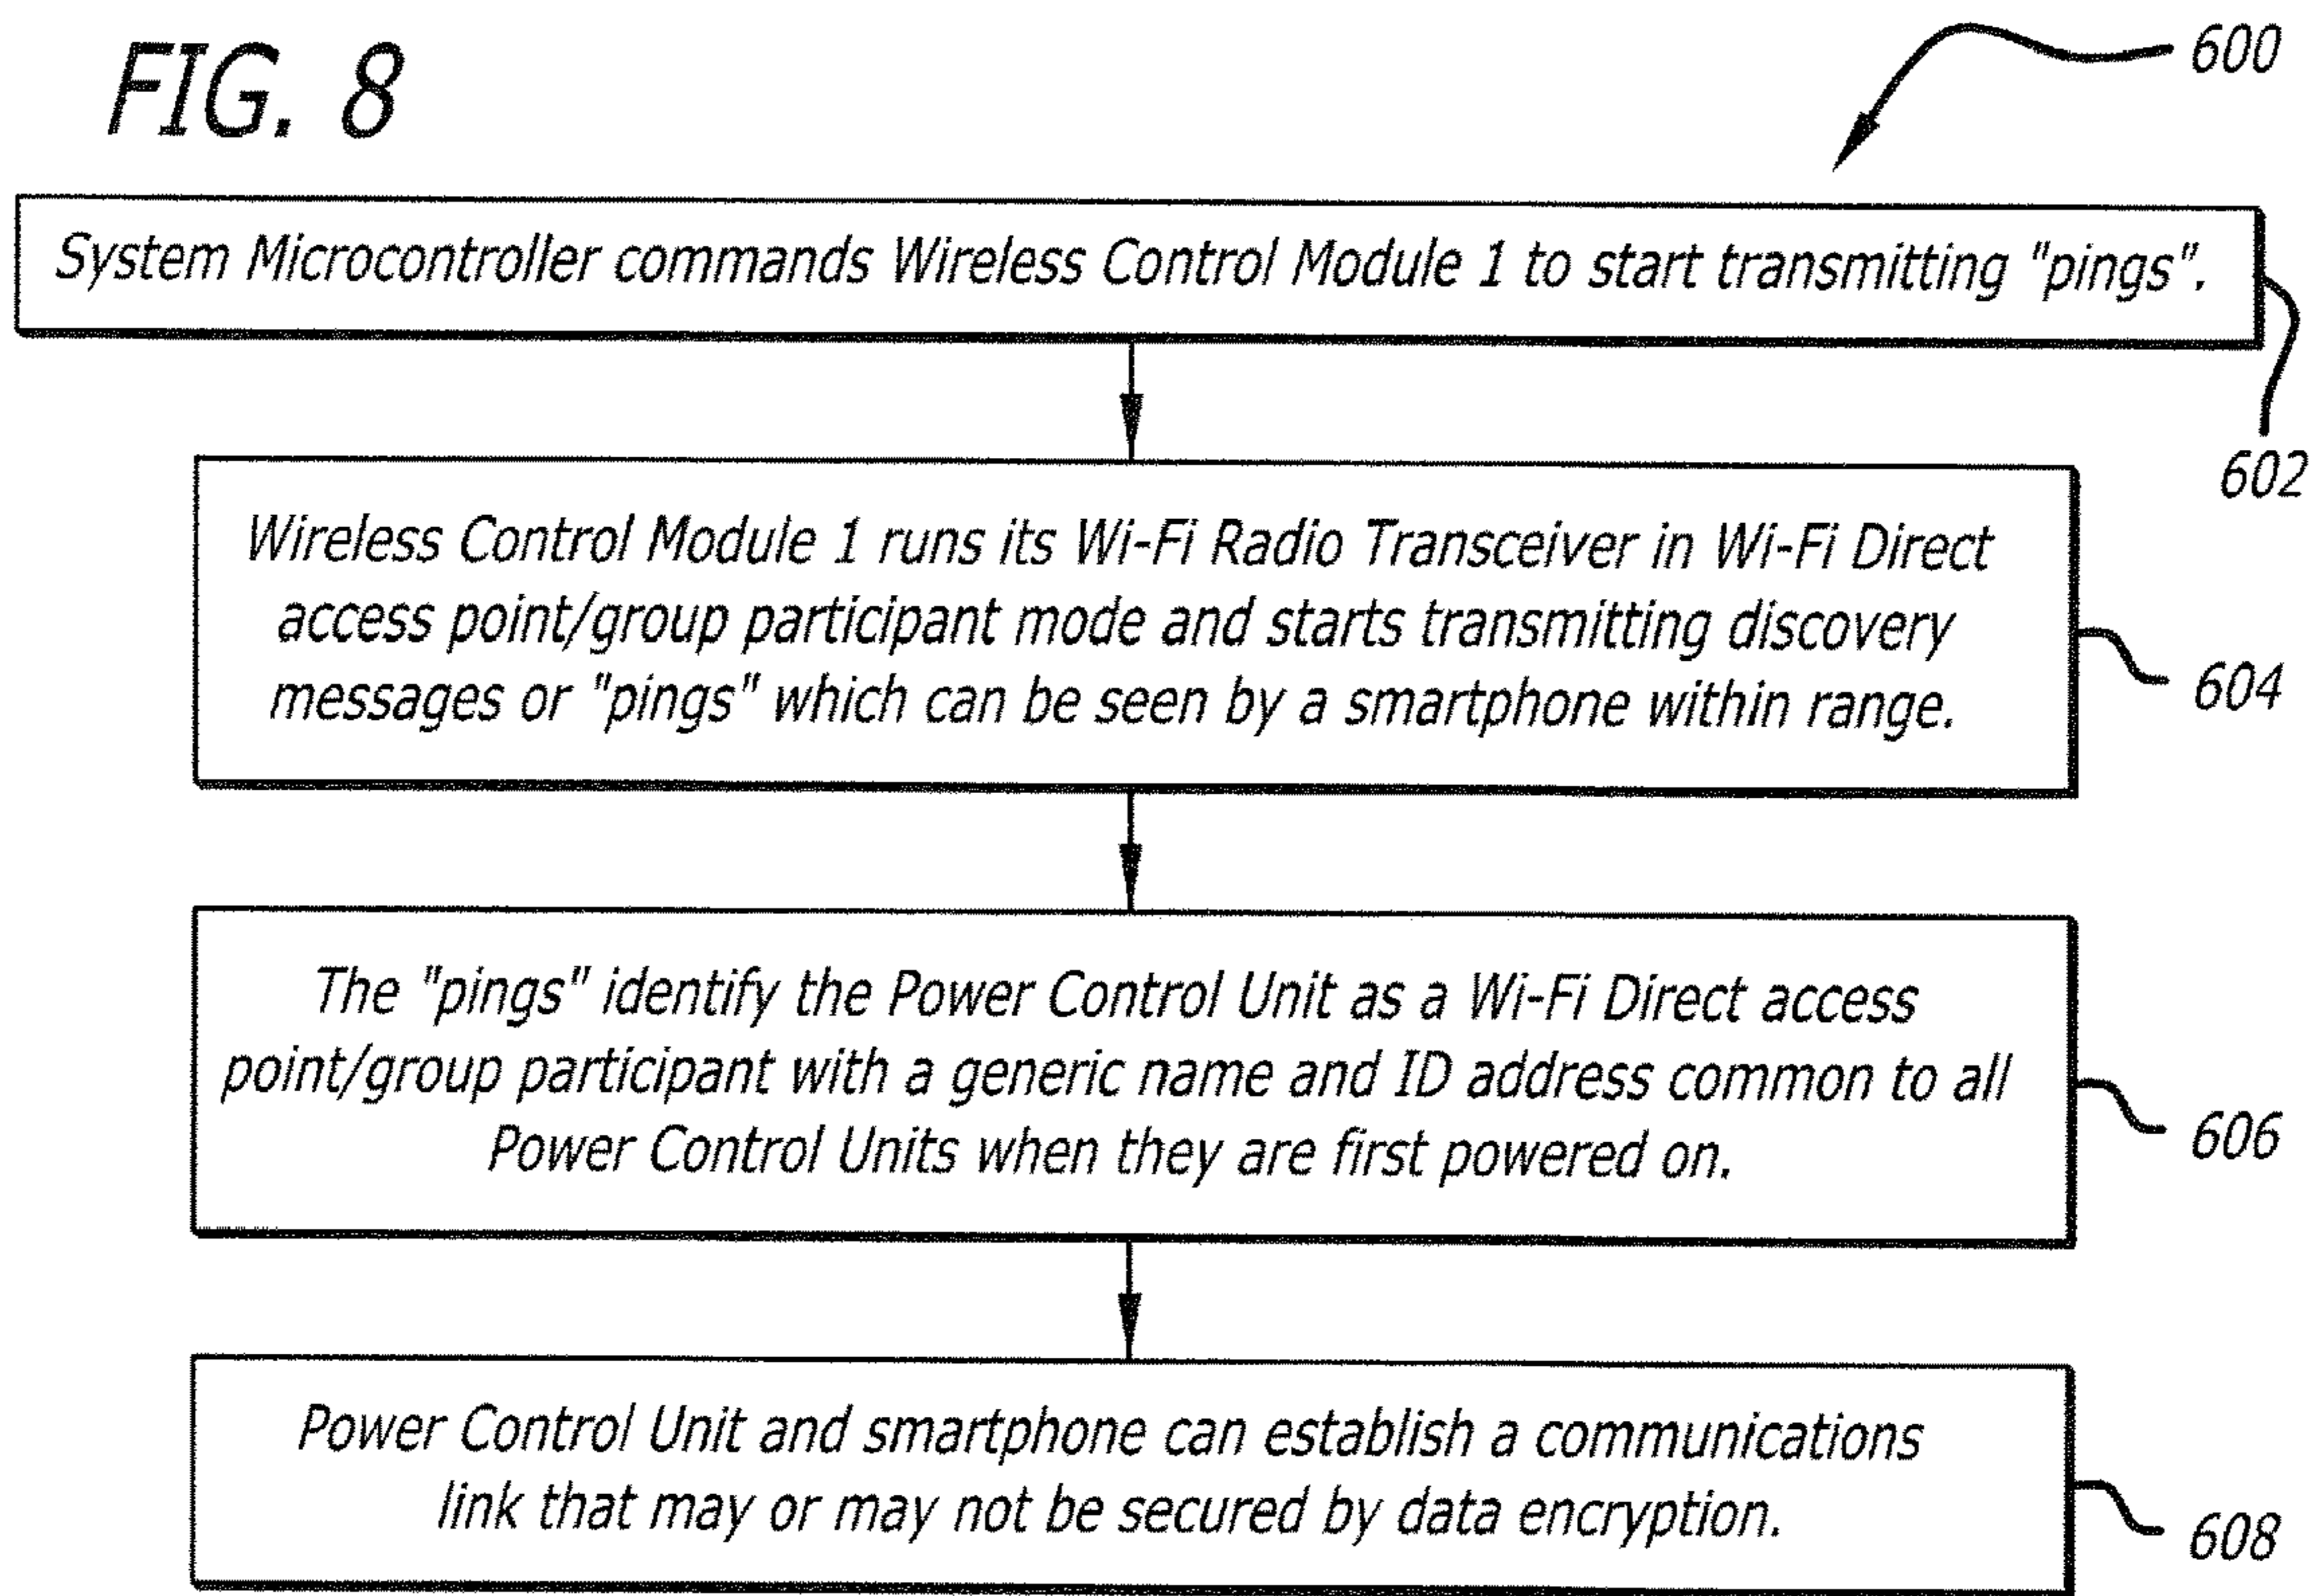 FIG. 8
600
System Microcontroller commands Wireless Control Module 1 to start transmitting "pings".
602
Wireless Control Module 1 runs its Wi-Fi Radio Transceiver in Wi-Fi Direct
access point/group participant mode and starts transmitting discovery
messages or "pings" which can be seen by a smartphone within range.
604
The "pings" identify the Power Control Unit as a Wi-Fi Direct access
point/group participant with a generic name and ID address common to all
Power Control Units when they are first powered on.
606
Power Control Unit and smartphone can establish a communications
link that may or may not be secured by data encryption.
608